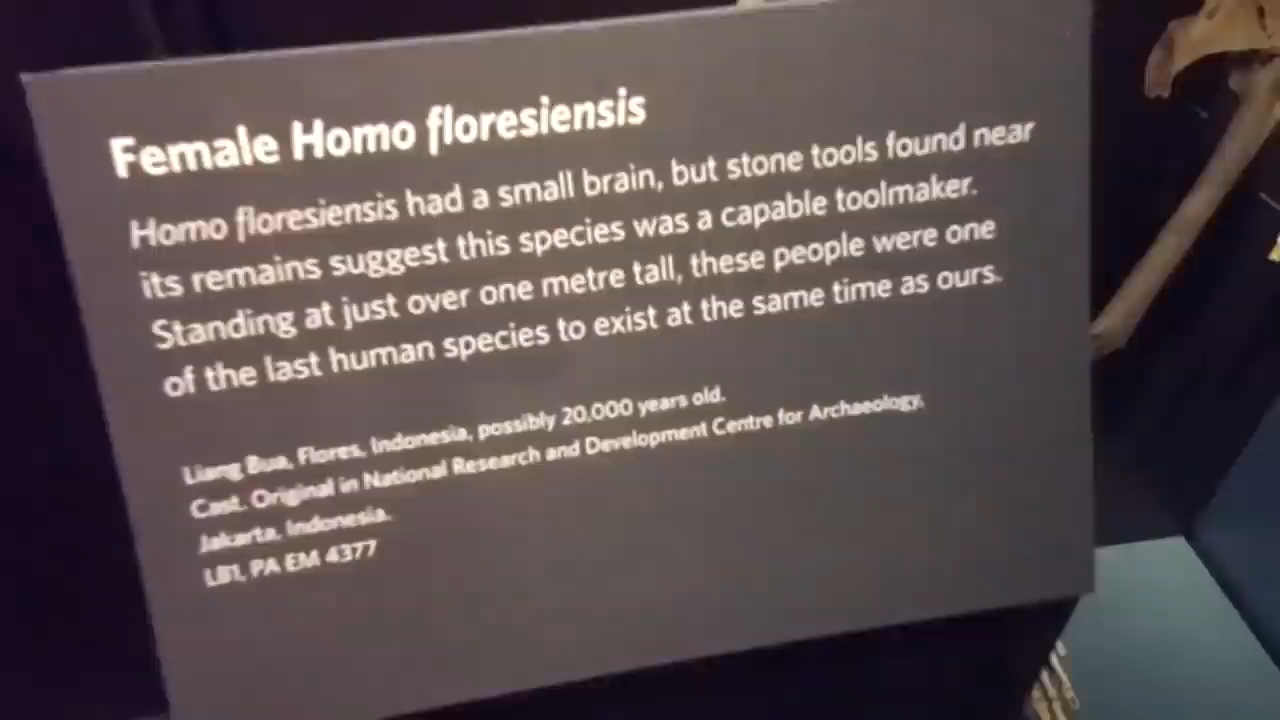 Female Homo floresiensis
Homo floresiensis had a small brain, but stone tools found near
its remains suggest this species was a capable toolmaker.
Standing at just over one metre tall, these people were one
of the last human species to exist at the same time as ours.
Liang Bua, Flores, Indonesia, possibly 20,000 years old.
Cast. Original in National Research and Development Centre for Archaeology,
Jakarta, Indonesia.
LB1, PA EM 4377